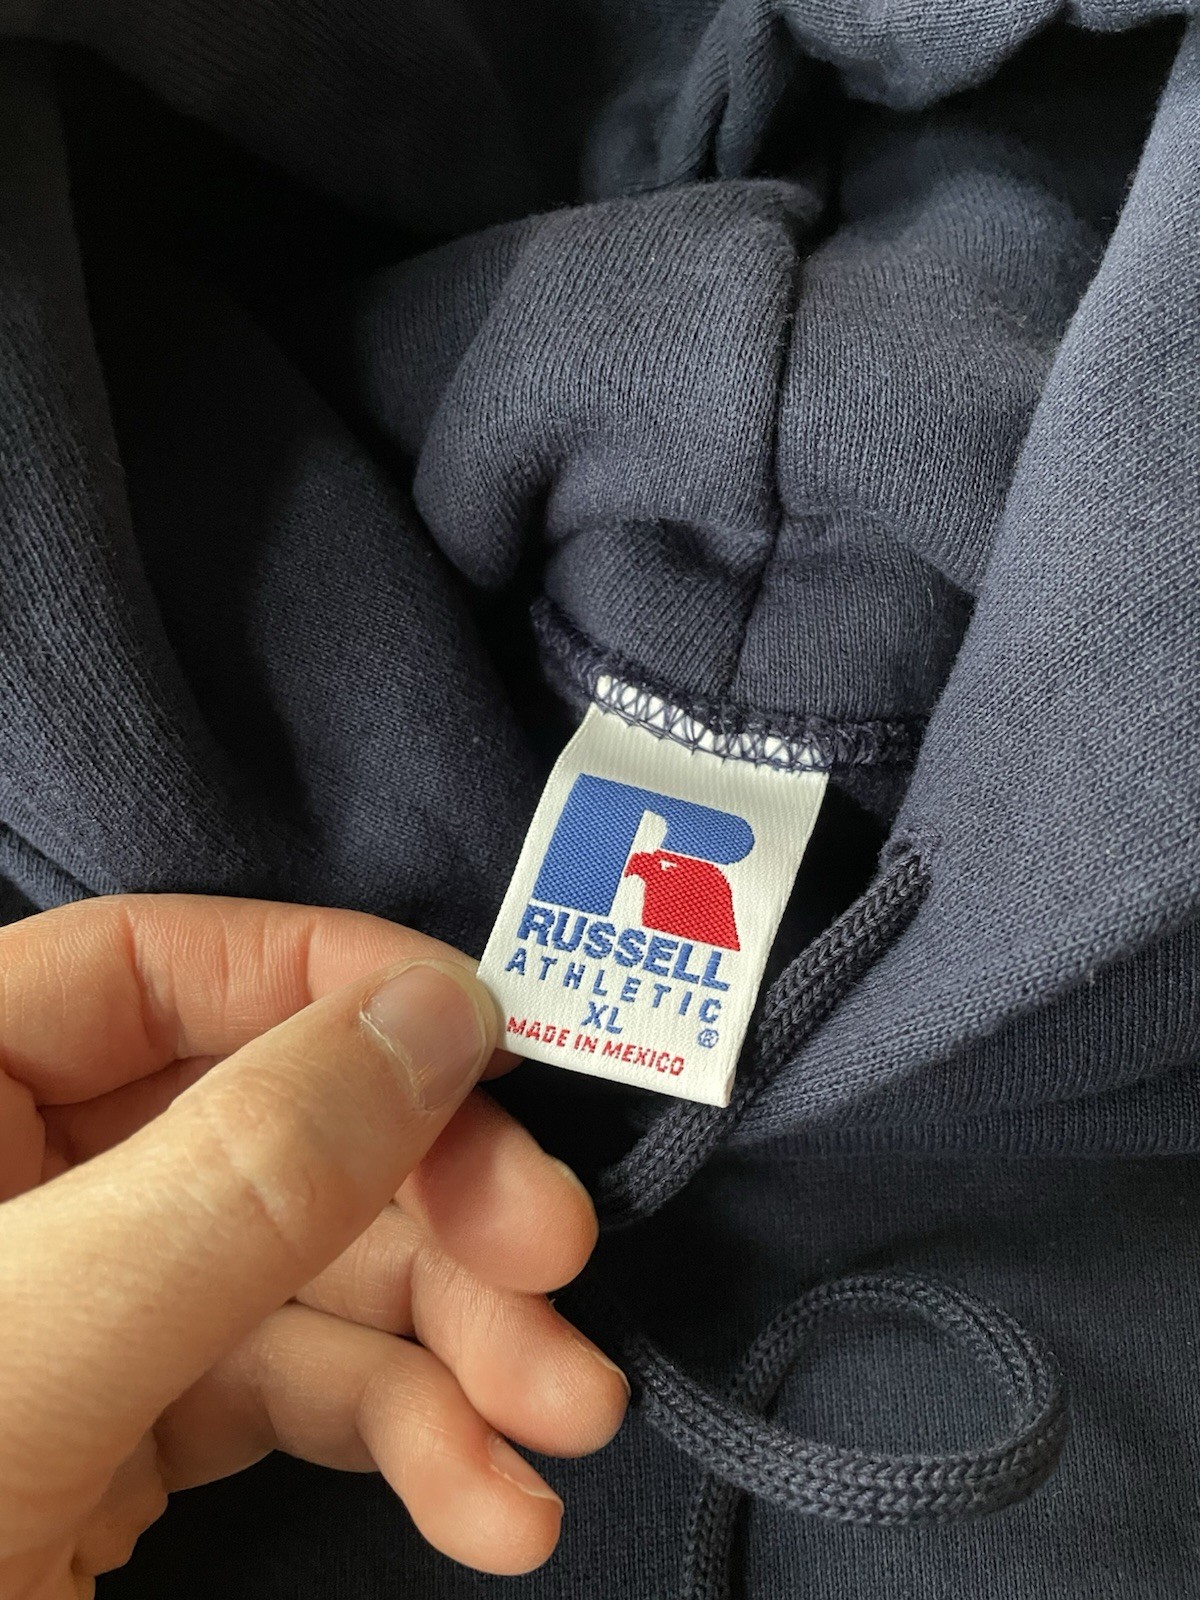 RUSSELL
ATHLETIC
XL
®
MADE IN MEXICO